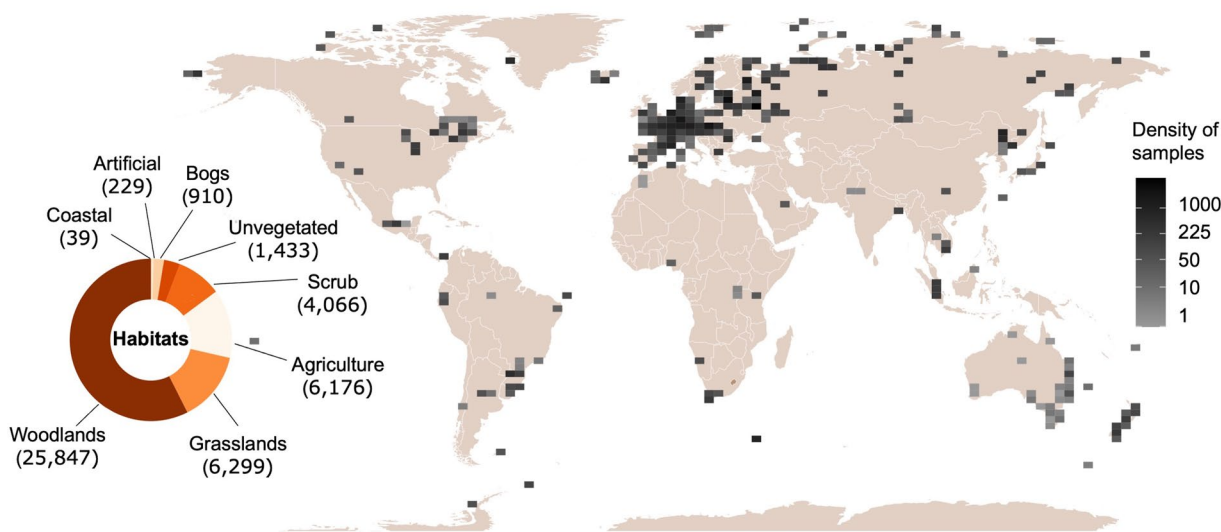 Artificial
(229)
Bogs
(910)
Coastal
(39)
Unvegetated
(1,433)
Scrub
(4,066)
Habitats
Agriculture
(6,176)
Woodlands
(25,847)
Grasslands
(6,299)
Density of
samples
1000
225
50
10
1